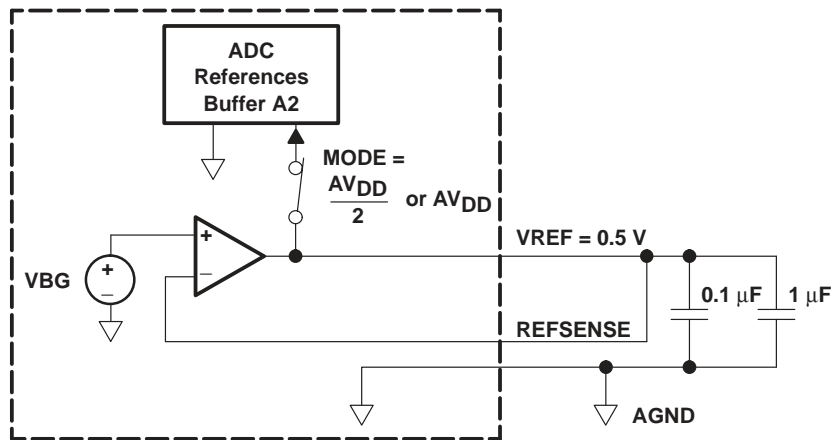 ADC
References
Buffer A2
MODE =
AVDD
2
or AVDD
+
−
VBG
+
−
VREF = 0.5 V
0.1 μF
1 μF
REFSENSE
AGND